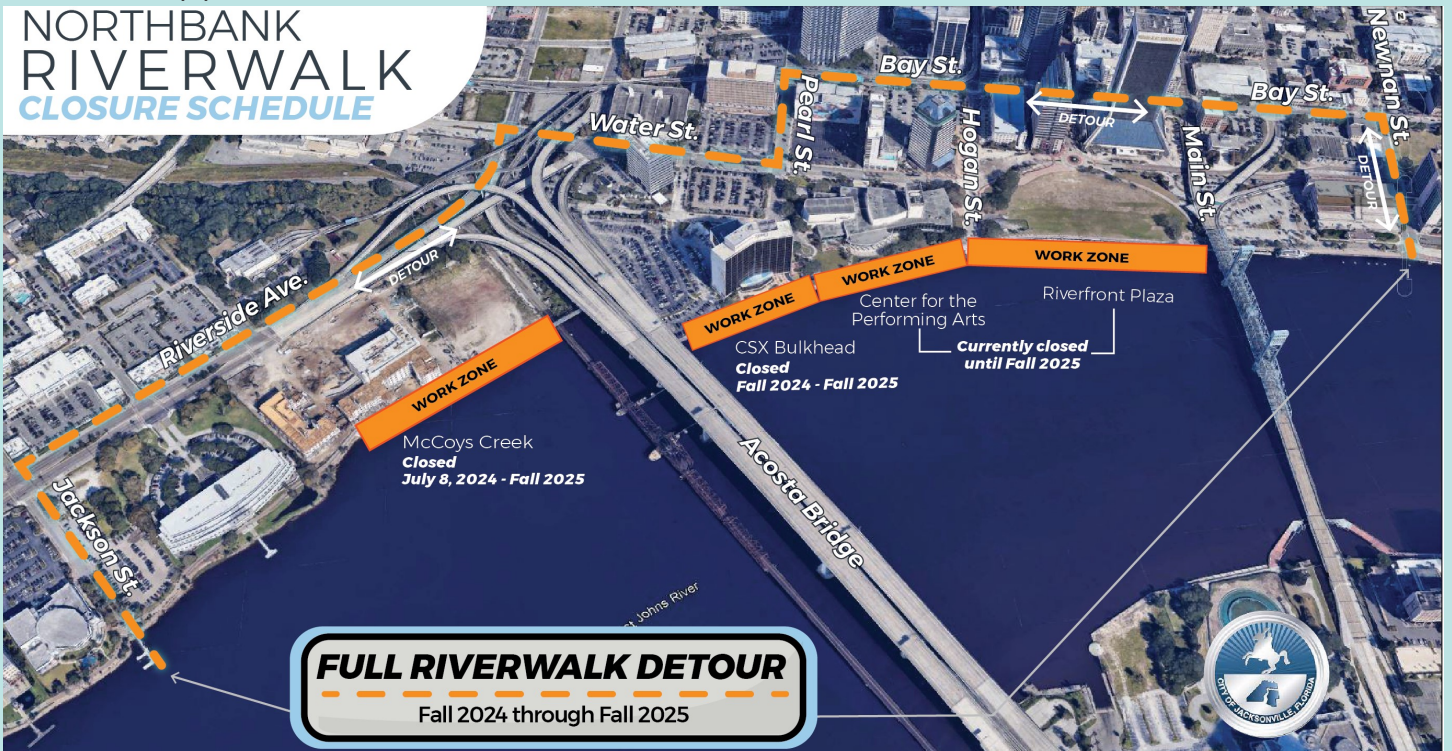 NORTHBANK
RIVERWALK
CLOSURE SCHEDULE
Newnan St.
Bay St.
Bay St.
Pearl St.
Hogan St.
DETOUR
Water St.
Main St.
DETOUR
DETOUR
Riverside Ave.
WORK ZONE
WORK ZONE
WORK ZONE
WORK ZONE
Riverfront Plaza
Center for the
Performing Arts
Currently closed
until Fall 2025
CSX Bulkhead
Closed
Fall 2024 - Fall 2025
McCoys Creek
Closed
July 8, 2024 - Fall 2025
Jackson St.
Acosta Bridge
St Johns River
FULL RIVERWALK DETOUR
Fall 2024 through Fall 2025
CITY OF JACKSONVILLE, FLORIDA